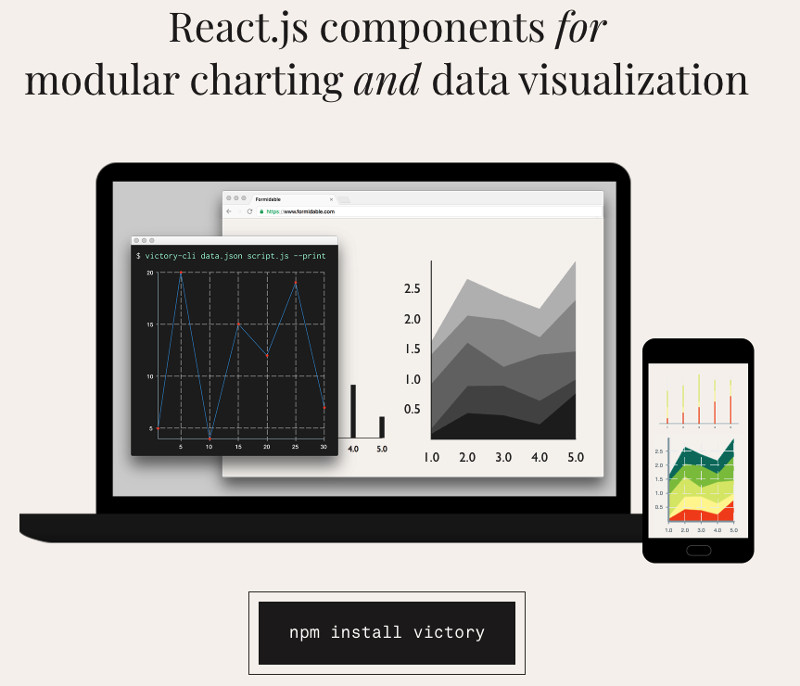 React.js components for
modular charting and data visualization
Formidable
https://www.formidable.com
$ victory-cli data.json script.js --print
20
15
10
5
5 10 15 20 25 30
4.0 5.0
2.5
2.0
1.5
1.0
0.5
1.0 2.0 3.0 4.0 5.0
2.5
2.0
1.5
1.0
0.5
1.0 2.0 3.0 4.0 5.0
npm install victory